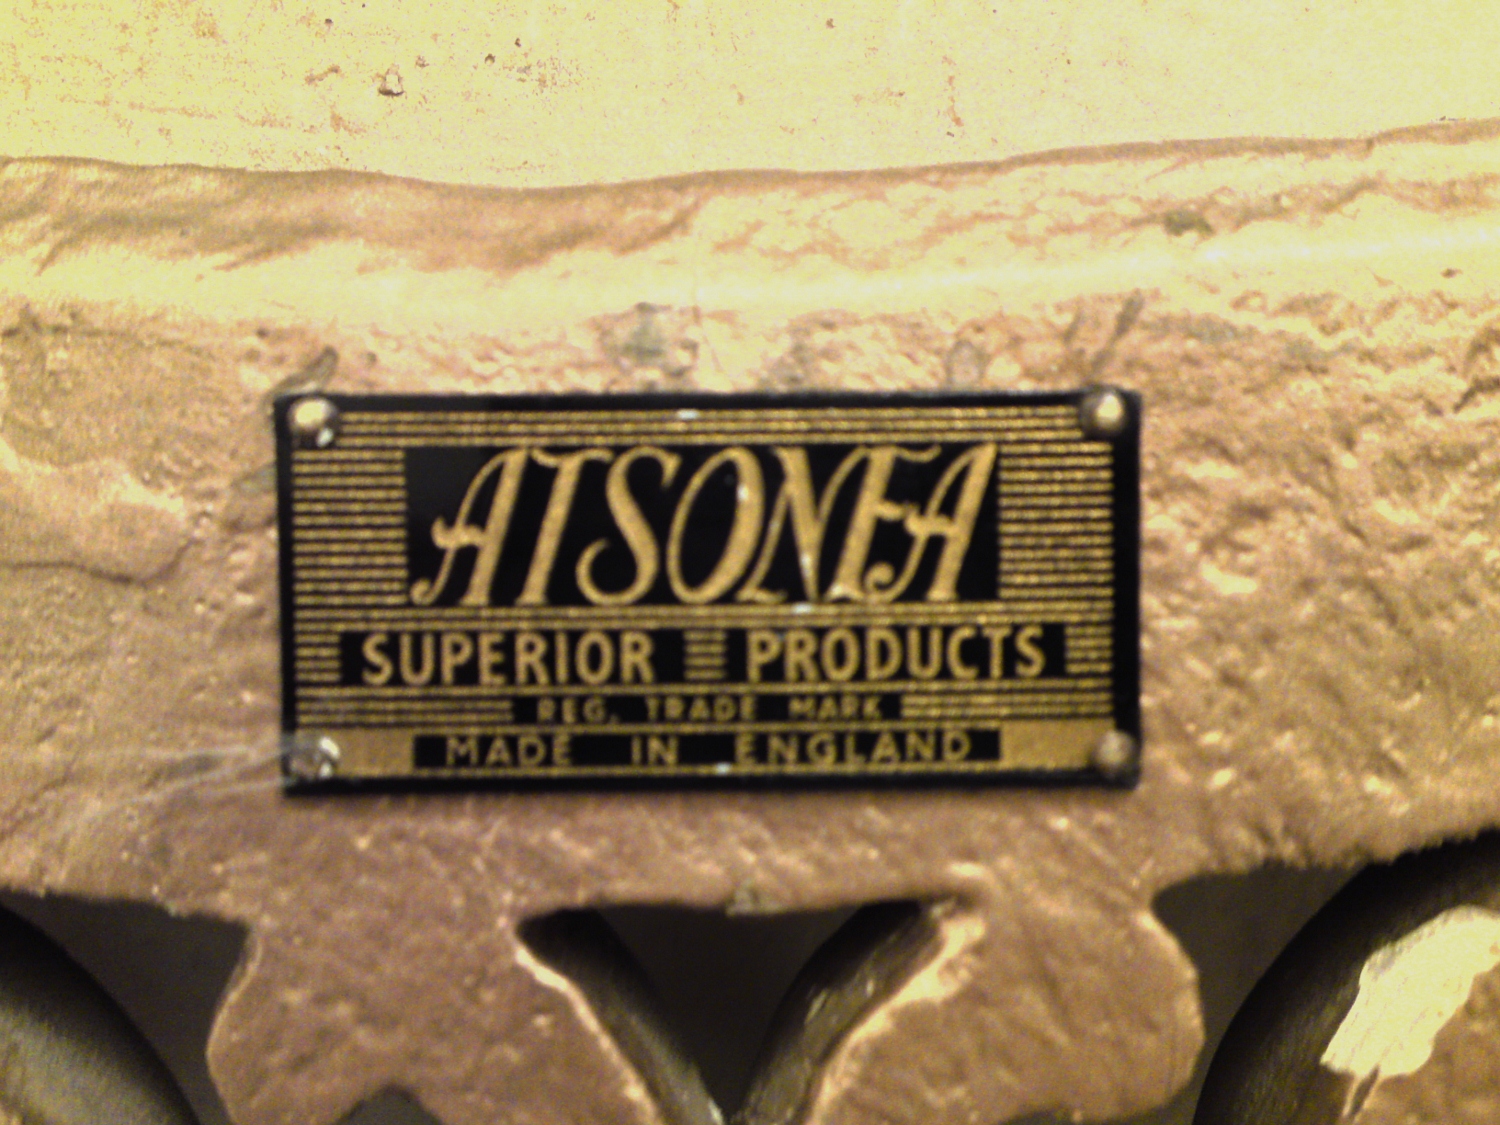 ATSONEA
SUPERIOR PRODUCTS
REG. TRADE MARK
MADE IN ENGLAND